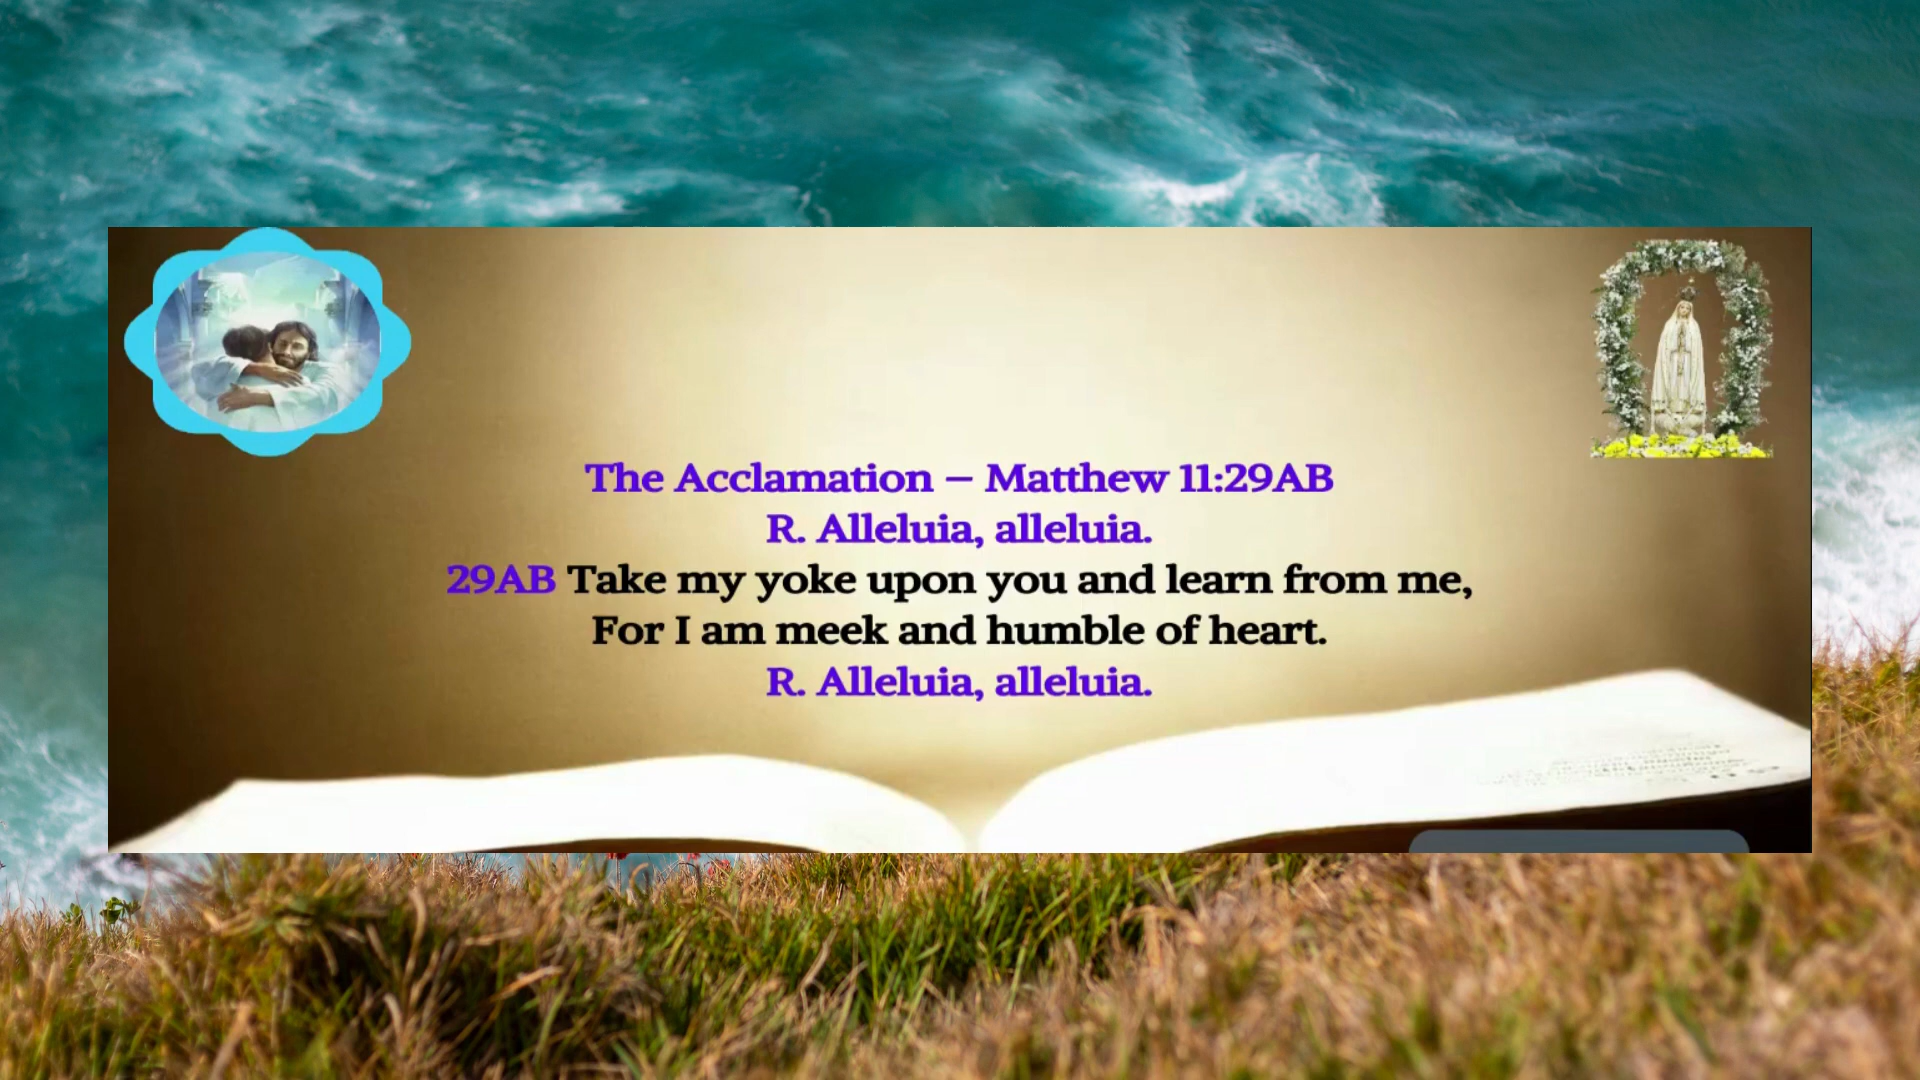 The Acclamation – Matthew 11:29AB
R. Alleluia, alleluia.
29AB Take my yoke upon you and learn from me,
For I am meek and humble of heart.
R. Alleluia, alleluia.